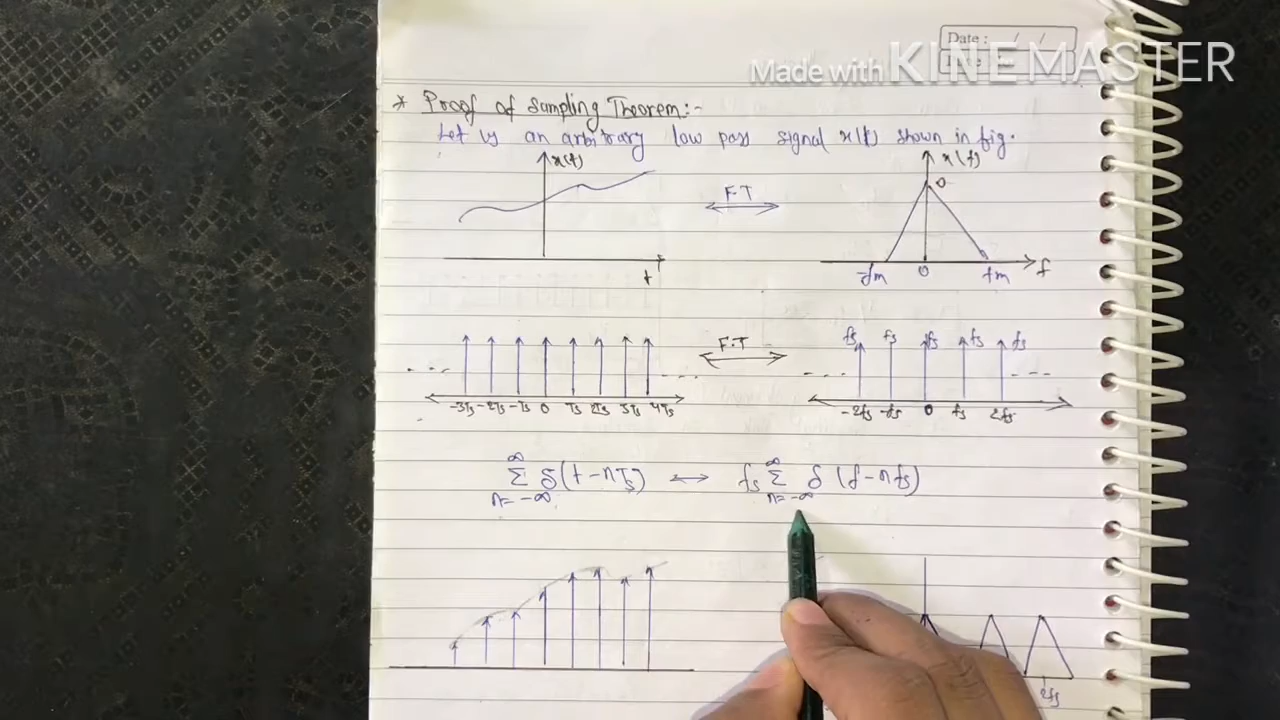 Date : / /
Made with KINEMASTER
* Proof of Sampling Theorem:-
Let us an arbitrary low pass signal x(t) shown in fig.
x(t)
F.T
x(f)
t
-fm 0 fm f
F.T
fs fs fs fs fs
-3Ts -2Ts -Ts 0 Ts 2Ts 3Ts 4Ts
-2fs -fs 0 fs 2fs
∞ ∞
Σ δ(t-nTs) ↔ fs Σ δ (f-nfs)
n=-∞ n=-∞
2fs